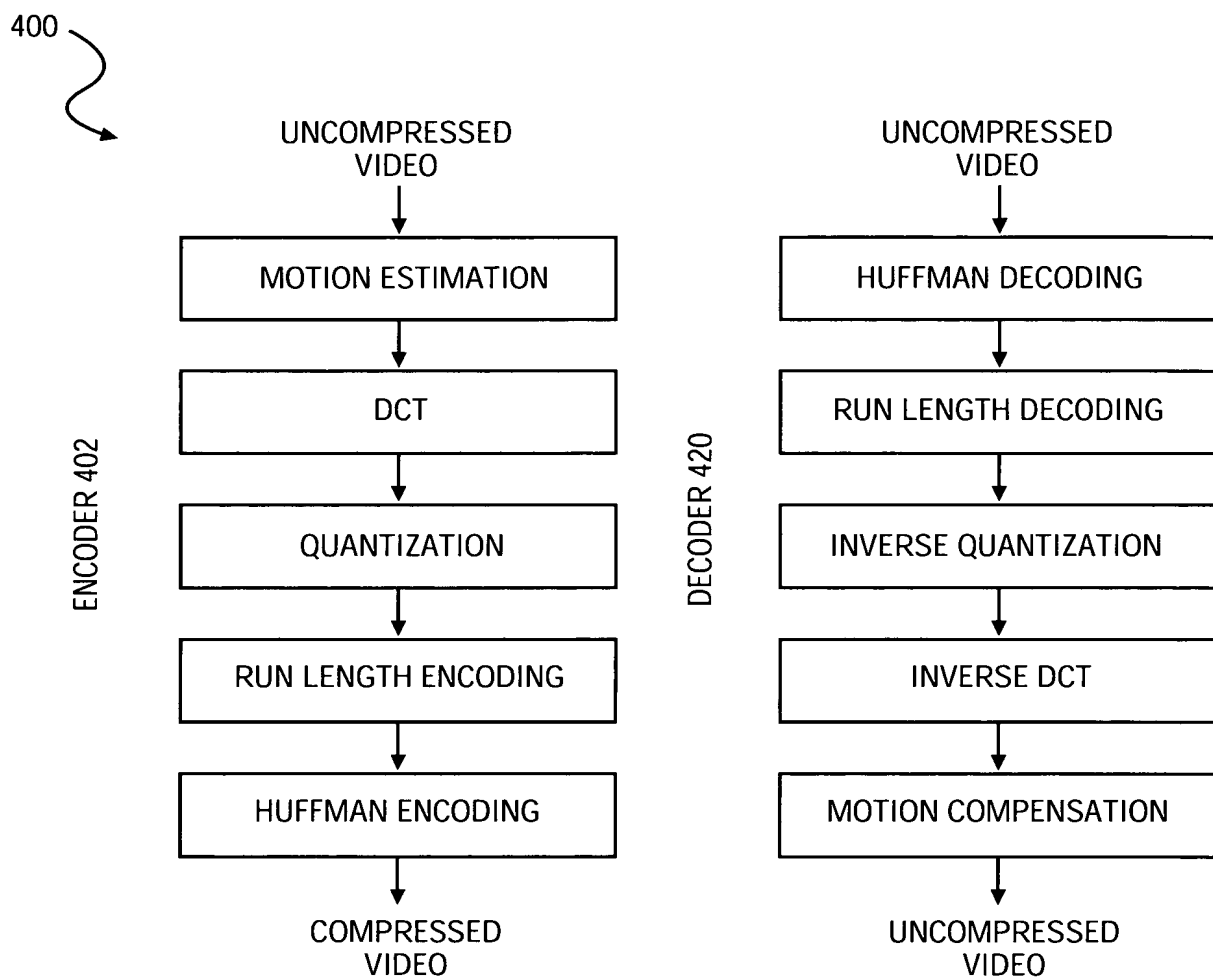 400
UNCOMPRESSED
VIDEO
MOTION ESTIMATION
DCT
QUANTIZATION
RUN LENGTH ENCODING
HUFFMAN ENCODING
COMPRESSED
VIDEO
ENCODER 402
UNCOMPRESSED
VIDEO
HUFFMAN DECODING
RUN LENGTH DECODING
INVERSE QUANTIZATION
INVERSE DCT
MOTION COMPENSATION
UNCOMPRESSED
VIDEO
DECODER 420